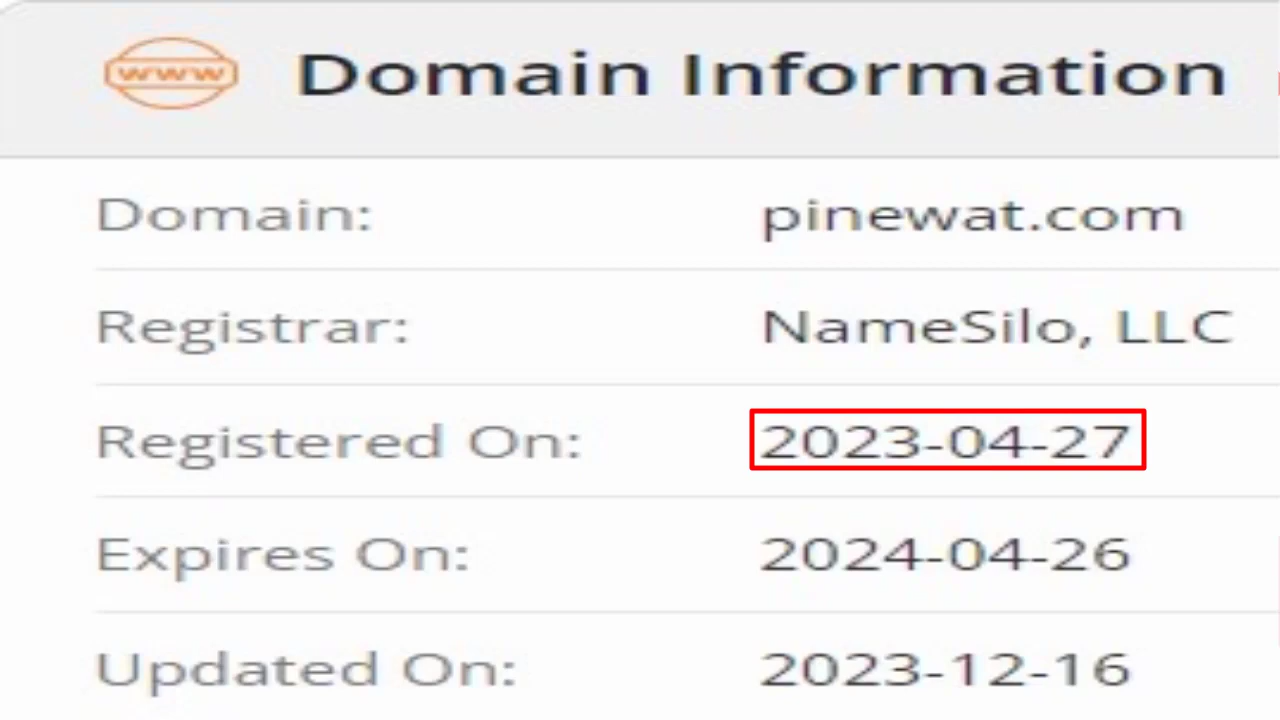 www Domain Information
Domain: pinewat.com
Registrar: NameSilo, LLC
Registered On: 2023-04-27
Expires On: 2024-04-26
Updated On: 2023-12-16